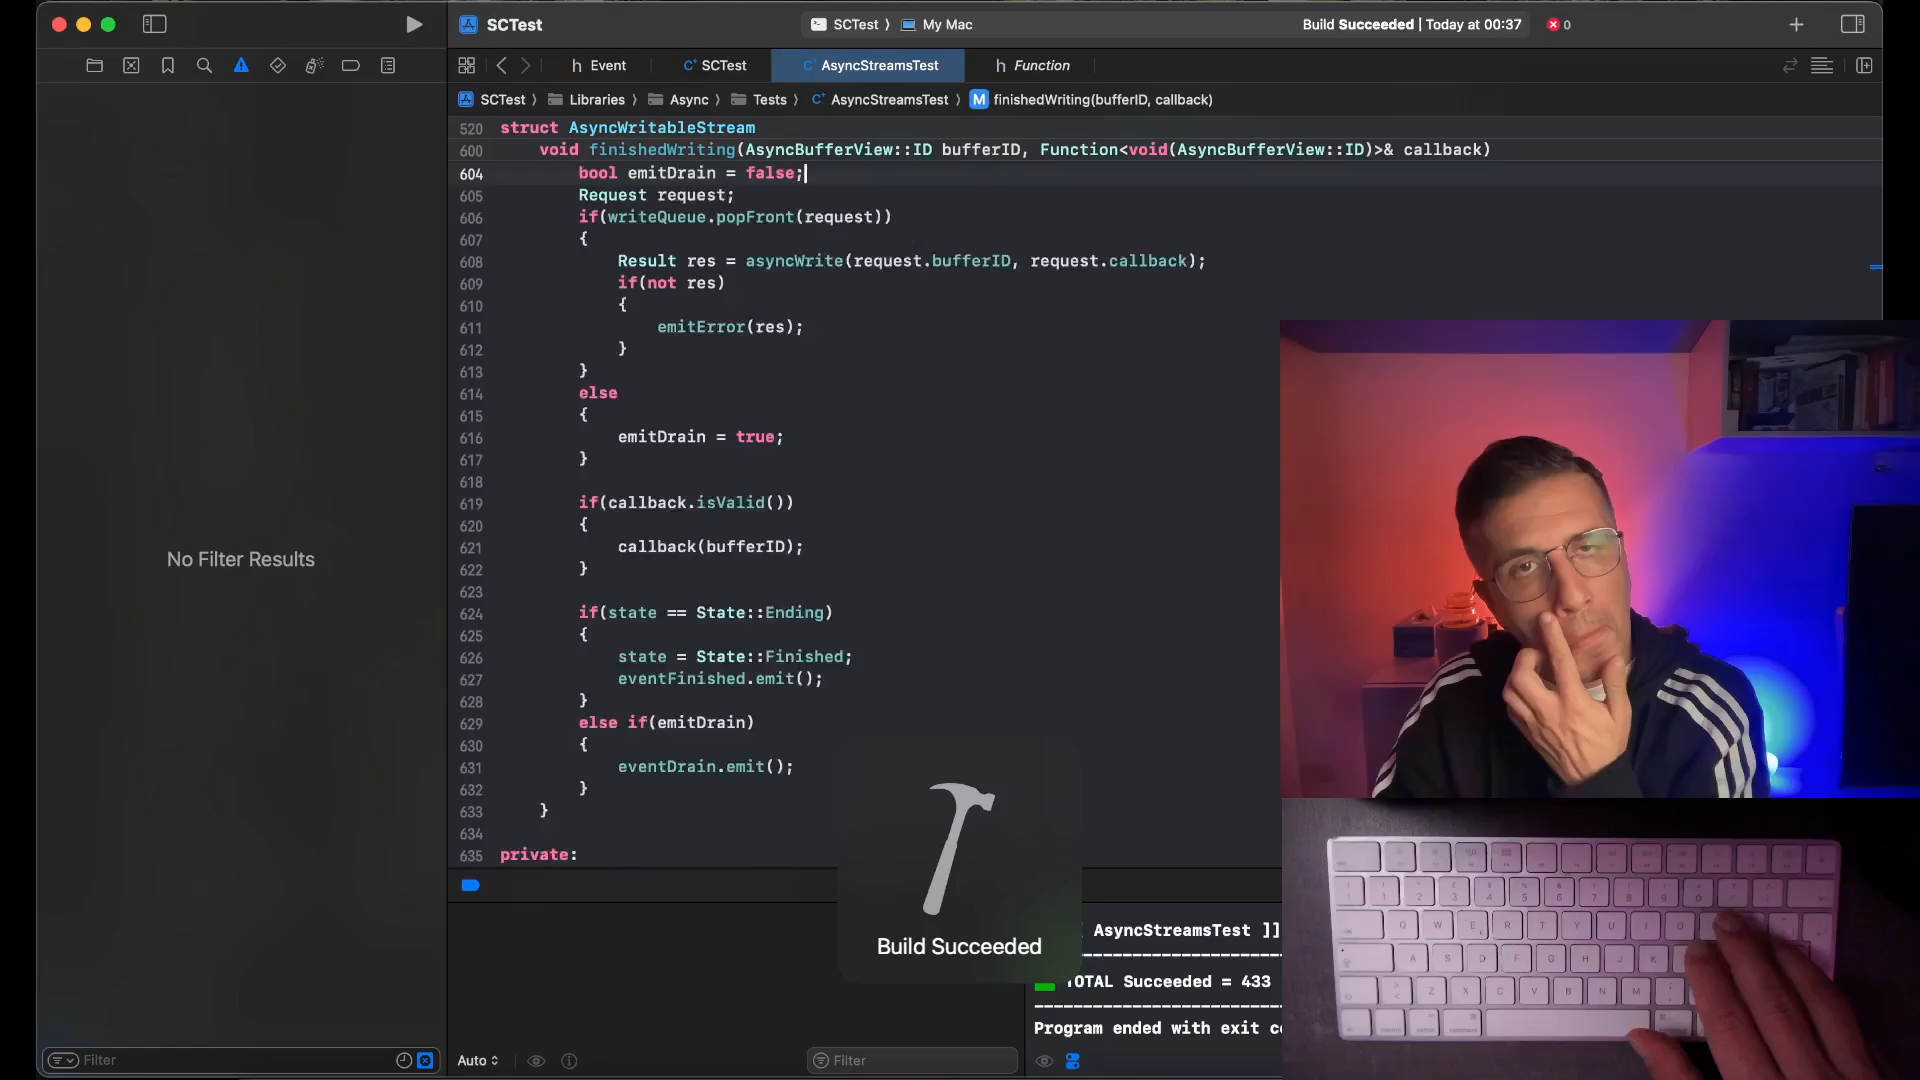 SCTest
SCTest 〉 My Mac
Build Succeeded | Today at 00:37
0
Event
SCTest
AsyncStreamsTest
Function
SCTest 〉 Libraries 〉 Async 〉 Tests 〉 AsyncStreamsTest 〉 M finishedWriting(bufferID, callback)
520 struct AsyncWritableStream
600 void finishedWriting(AsyncBufferView::ID bufferID, Function<void(AsyncBufferView::ID)>& callback)
604 bool emitDrain = false;
605 Request request;
606 if(writeQueue.popFront(request))
607 {
608 Result res = asyncWrite(request.bufferID, request.callback);
609 if(not res)
610 {
611 emitError(res);
612 }
613 }
614 else
615 {
616 emitDrain = true;
617 }
618
619 if(callback.isValid())
620 {
621 callback(bufferID);
622 }
623
624 if(state == State::Ending)
625 {
626 state = State::Finished;
627 eventFinished.emit();
628 }
629 else if(emitDrain)
630 {
631 eventDrain.emit();
632 }
633 }
634
635 private:
No Filter Results
Build Succeeded
AsyncStreamsTest ]]
TOTAL Succeeded = 433
Program ended with exit
Filter
Auto
Filter